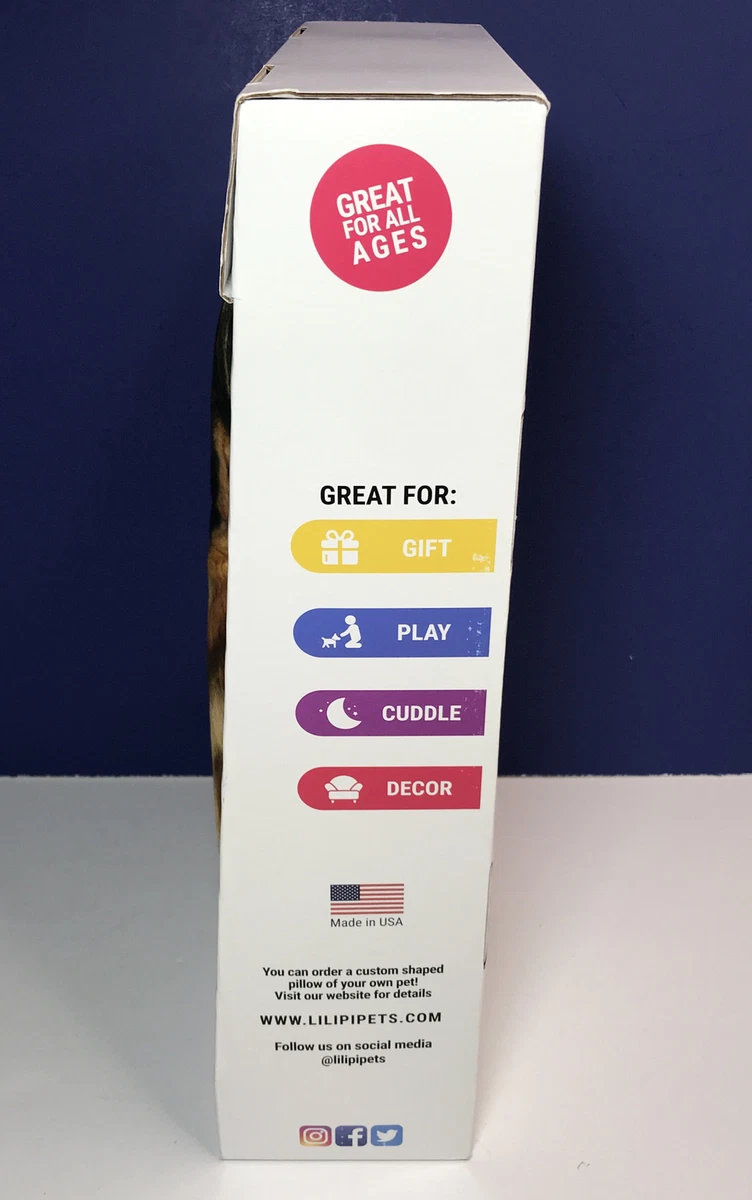 GREAT
FOR ALL
AGES
GREAT FOR:
GIFT
PLAY
CUDDLE
DECOR
Made in USA
You can order a custom shaped
pillow of your own pet!
Visit our website for details
WWW.LILIPIPETS.COM
Follow us on social media
@lilipipets